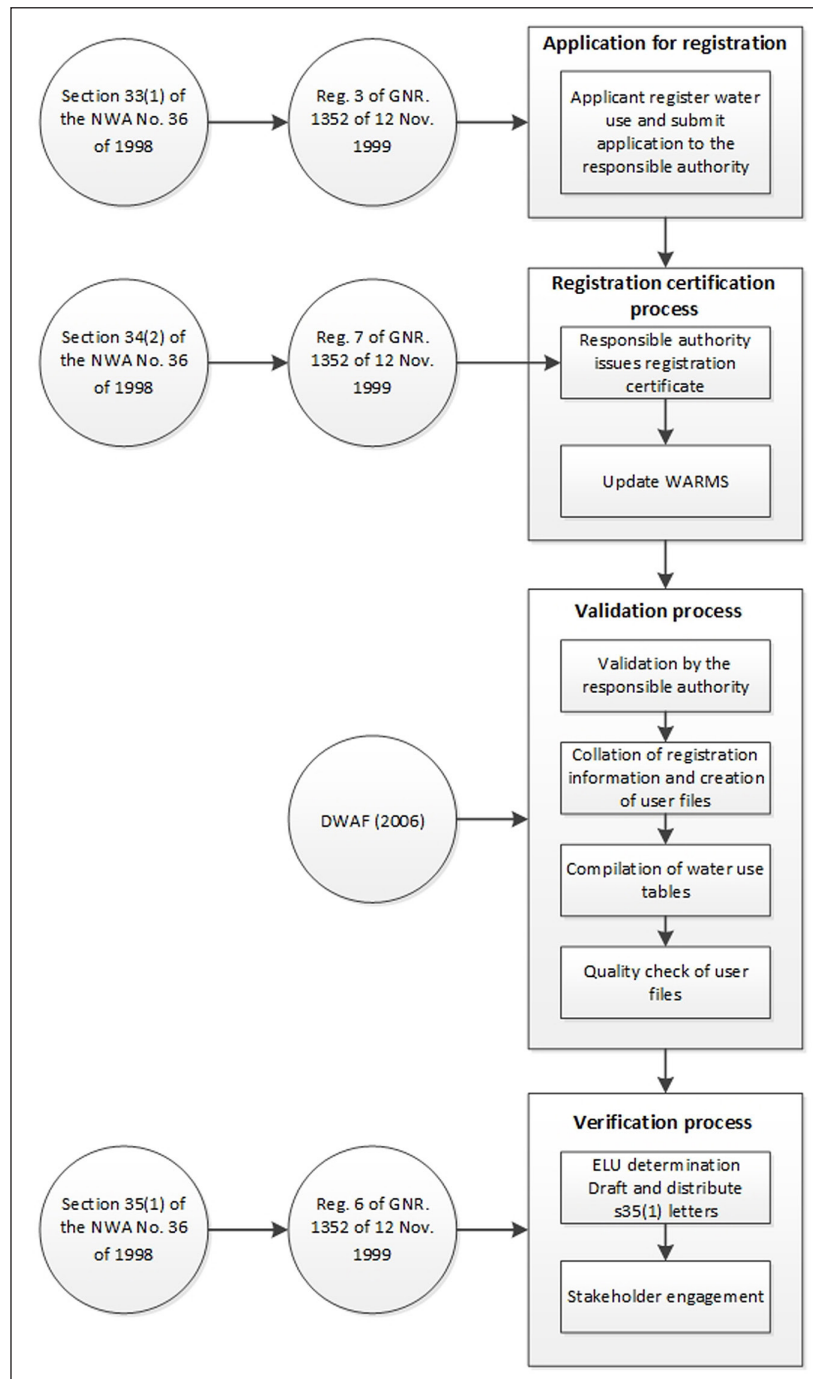 Application for registration
Section 33(1) of
the NWA No. 36
of 1998
Reg. 3 of GNR.
1352 of 12 Nov.
1999
Applicant register water
use and submit
application to the
responsible authority
Registration certification
process
Section 34(2) of
the NWA No. 36
of 1998
Reg. 7 of GNR.
1352 of 12 Nov.
1999
Responsible authority
issues registration
certificate
Update WARMS
Validation process
Validation by the
responsible authority
Collation of registration
information and creation
of user files
DWAF (2006)
Compilation of water use
tables
Quality check of user
files
Verification process
Section 35(1) of
the NWA No. 36
of 1998
Reg. 6 of GNR.
1352 of 12 Nov.
1999
ELU determination
Draft and distribute
s35(1) letters
Stakeholder engagement